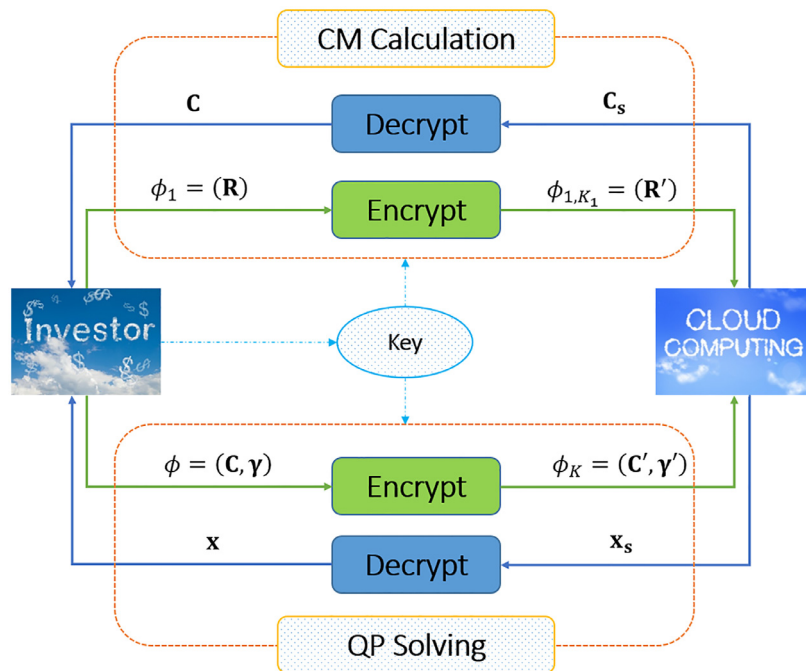 CM Calculation
C
Decrypt
Cₛ
ϕ₁ = (R)
Encrypt
ϕ₁,K₁ = (R′)
$ $ $
Investor
$ $ $ $
Key
CLOUD
COMPUTING
ϕ = (C, γ)
Encrypt
ϕK = (C′, γ′)
x
Decrypt
xₛ
QP Solving